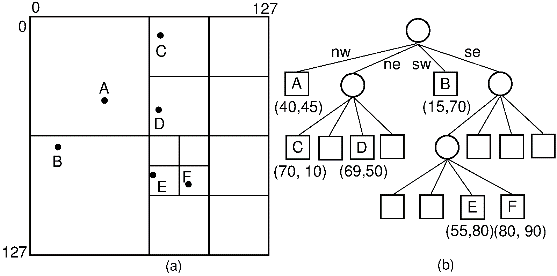 0 127
0
C
A
D
B
E F
127
(a)
nw ne sw se
A B
(40,45) (15,70)
C D
(70, 10) (69,50)
E F
(55,80) (80, 90)
(b)